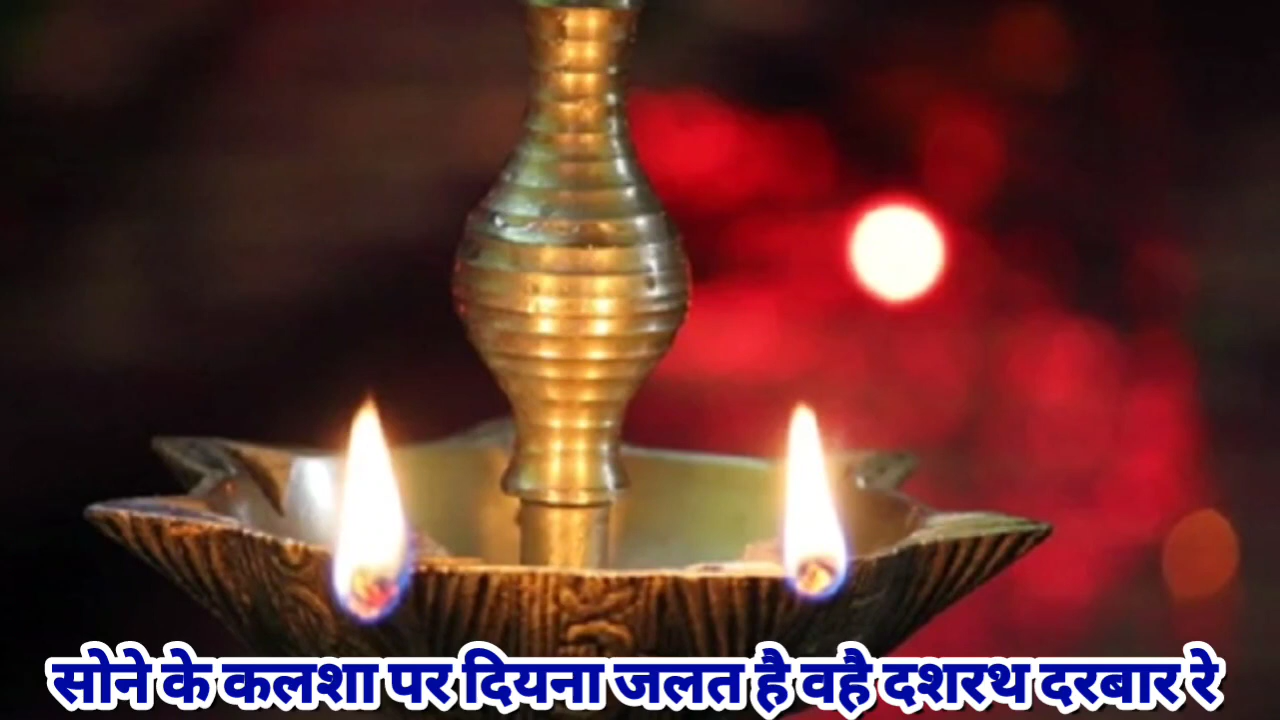 सोने के कलशा पर दियना जलत है वहै दशरथ दरबार रे